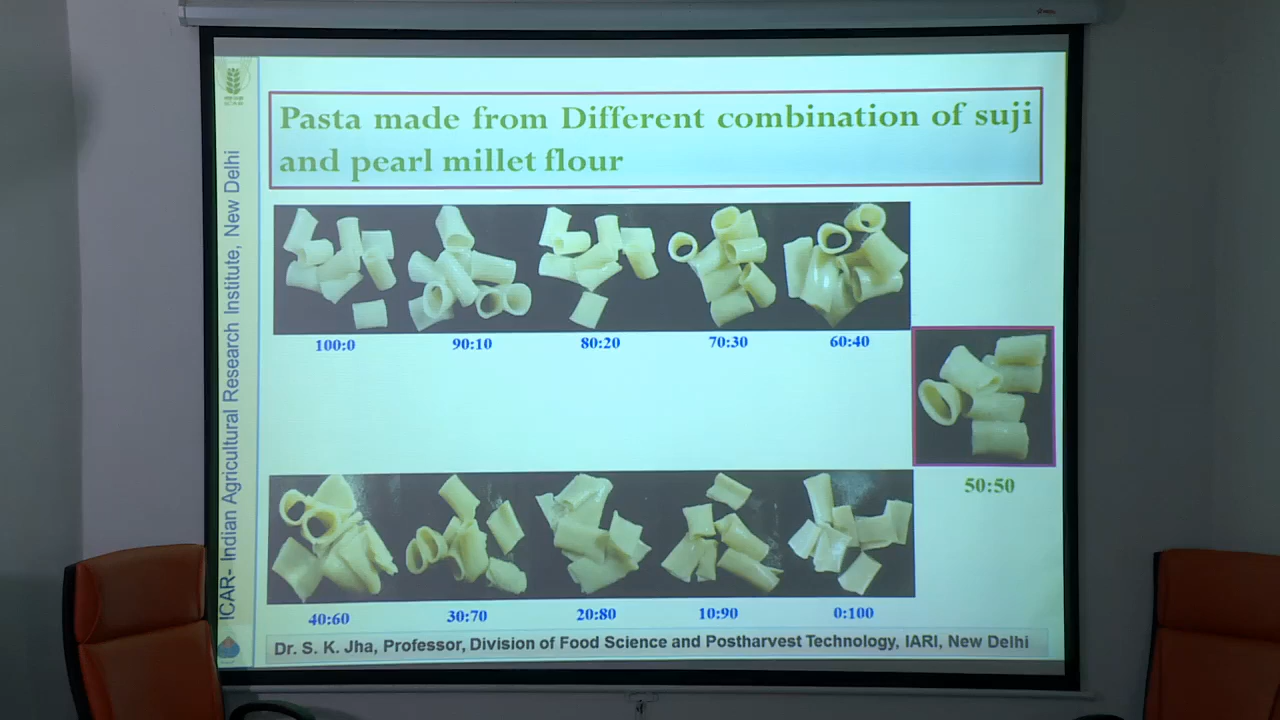 Pasta made from Different combination of suji
and pearl millet flour
100:0
90:10
80:20
70:30
60:40
50:50
40:60
30:70
20:80
10:90
0:100
Dr. S. K. Jha, Professor, Division of Food Science and Postharvest Technology, IARI, New Delhi
ICAR- Indian Agricultural Research Institute, New Delhi